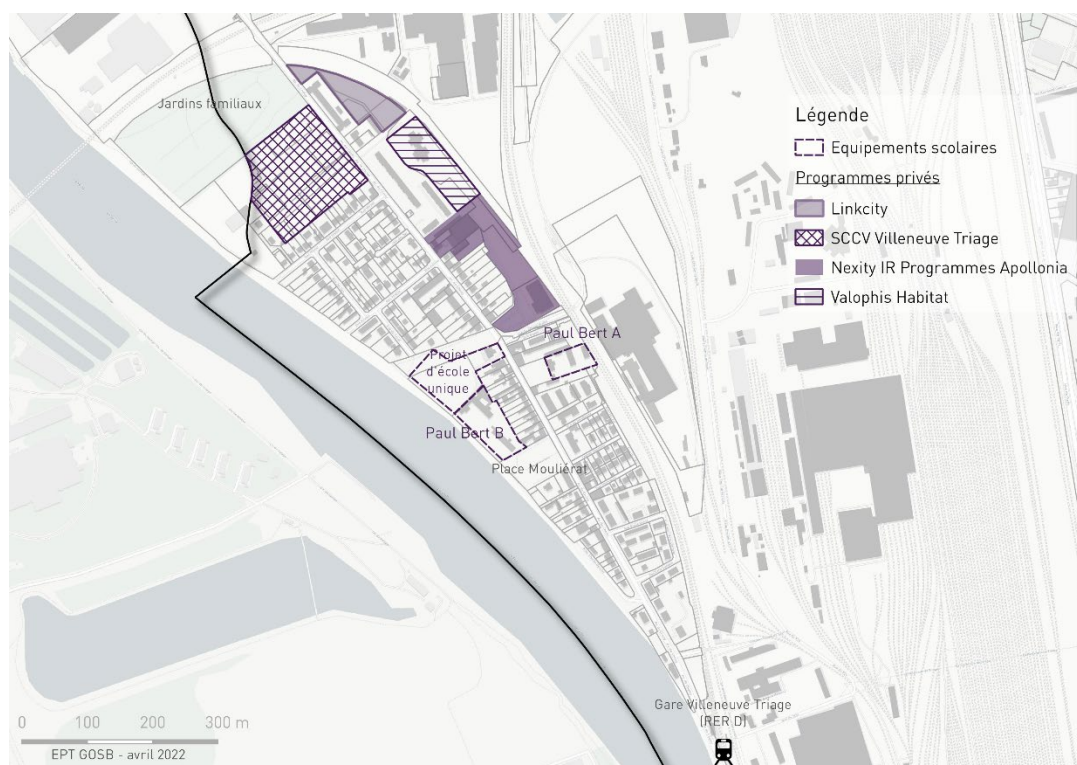 Jardins familiaux
Légende
Equipements scolaires
Programmes privés
Linkcity
SCCV Villeneuve Triage
Nexity IR Programmes Apollonia
Valophis Habitat
Paul Bert A
Projet
d'école
unique
Paul Bert B
Place Mouliérat
Gare Villeneuve Triage
(RER D)
0 100 200 300 m
EPT GOSB - avril 2022